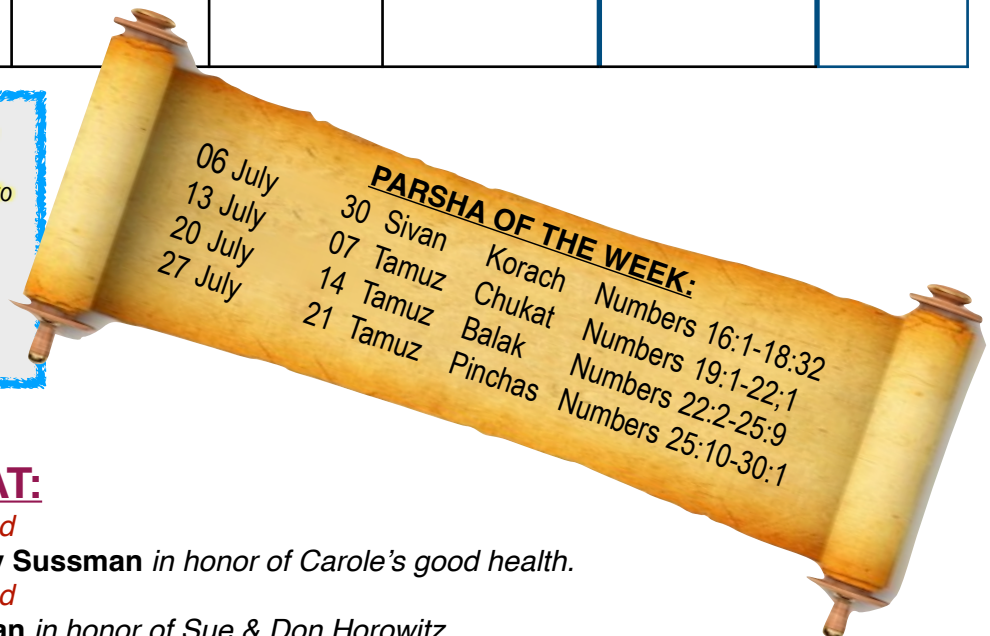 PARSHA OF THE WEEK:
06 July 30 Sivan Korach Numbers 16:1-18:32
13 July 07 Tamuz Chukat Numbers 19:1-22;1
20 July 14 Tamuz Balak Numbers 22:2-25:9
27 July 21 Tamuz Pinchas Numbers 25:10-30:1
AT:
d
y Sussman in honor of Carole's good health.
d
an in honor of Sue & Don Horowitz